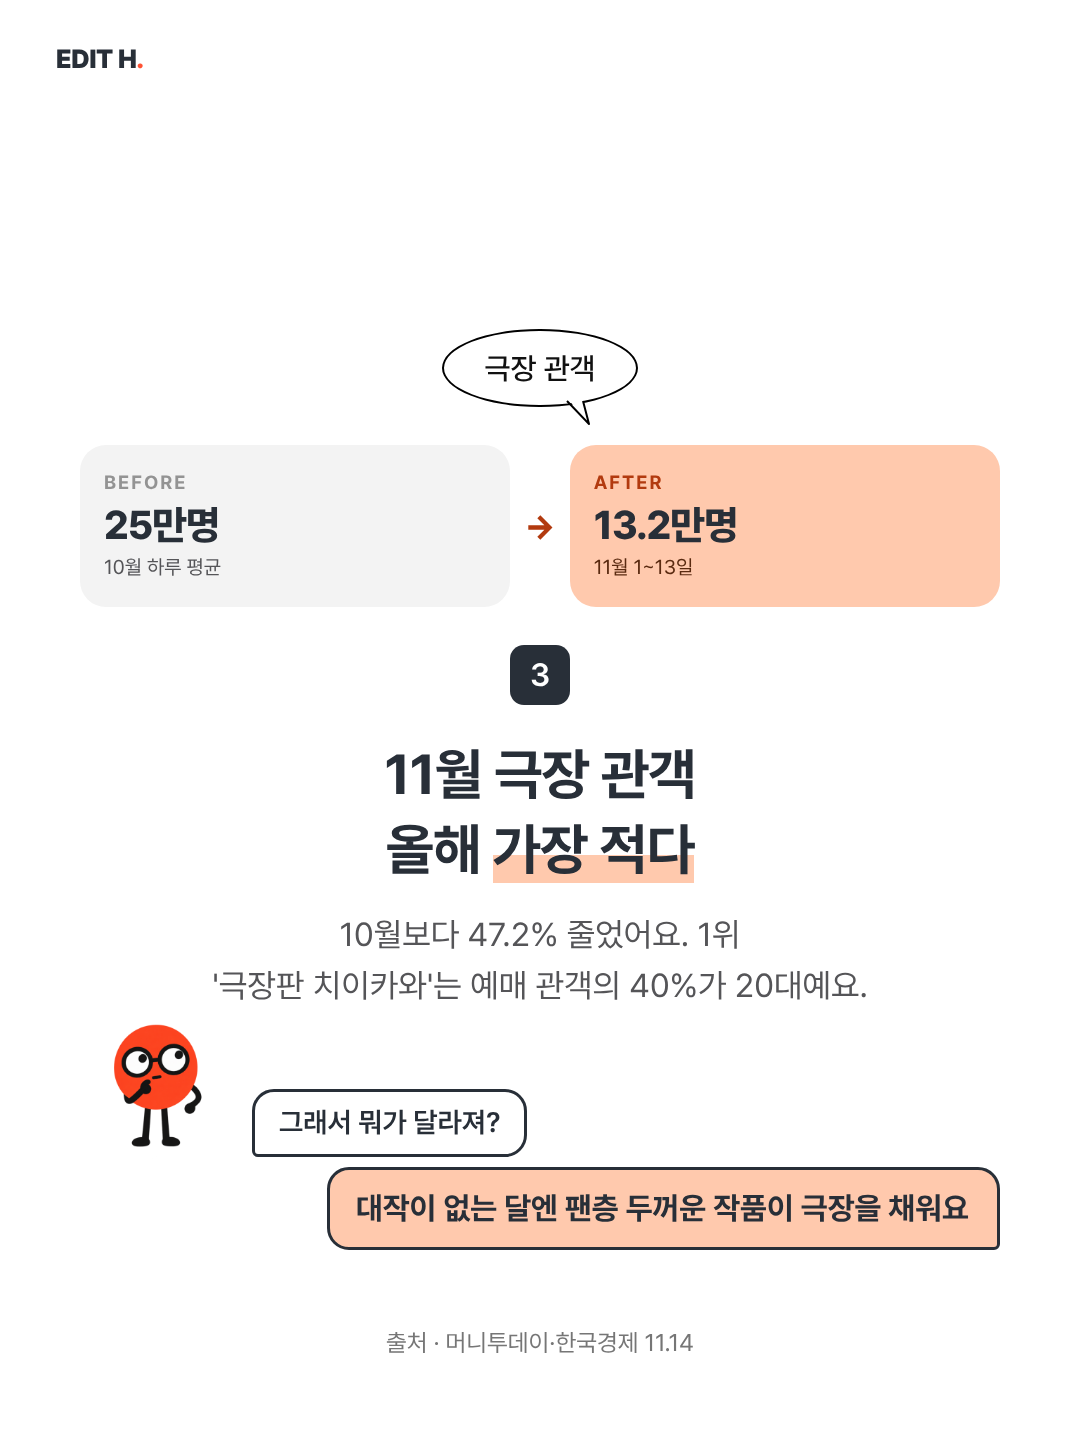 EDIT H.
극장 관객
BEFORE
25만명
10월 하루 평균
→
AFTER
13.2만명
11월 1~13일
3
11월 극장 관객
올해 가장 적다
10월보다 47.2% 줄었어요. 1위
'극장판 치이카와'는 예매 관객의 40%가 20대예요.
그래서 뭐가 달라져?
대작이 없는 달엔 팬층 두꺼운 작품이 극장을 채워요
출처 · 머니투데이·한국경제 11.14